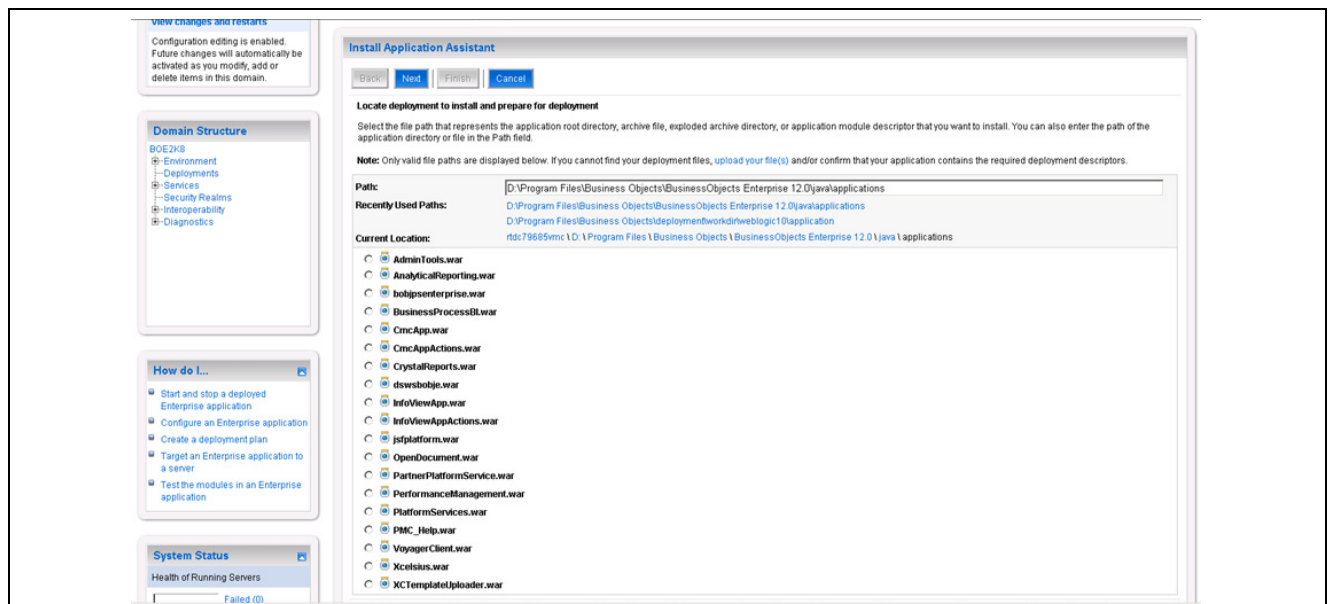 View changes and restarts
Configuration editing is enabled.
Future changes will automatically be
activated as you modify, add or
delete items in this domain.
Domain Structure
BOE2K8
Environment
Deployments
Services
Security Realms
Interoperability
Diagnostics
How do I...
Start and stop a deployed
Enterprise application
Configure an Enterprise application
Create a deployment plan
Target an Enterprise application to
a server
Test the modules in an Enterprise
application
System Status
Health of Running Servers
Failed (0)
Install Application Assistant
Back Next Finish Cancel
Locate deployment to install and prepare for deployment
Select the file path that represents the application root directory, archive file, exploded archive directory, or application module descriptor that you want to install. You can also enter the path of the
application directory or file in the Path field.
Note: Only valid file paths are displayed below. If you cannot find your deployment files, upload your file(s) and/or confirm that your application contains the required deployment descriptors.
Path: D:\Program Files\Business Objects\BusinessObjects Enterprise 12.0\java\applications
Recently Used Paths: D:\Program Files\Business Objects\BusinessObjects Enterprise 12.0\java\applications
D:\Program Files\Business Objects\deployment\workdir\weblogic10\application
Current Location: rtdc79685vmc \ D: \ Program Files \ Business Objects \ BusinessObjects Enterprise 12.0 \ java \ applications
AdminTools.war
AnalyticalReporting.war
bobjpsenterprise.war
BusinessProcessBI.war
CmcApp.war
CmcAppActions.war
CrystalReports.war
dswsbobje.war
InfoViewApp.war
InfoViewAppActions.war
jsfplatform.war
OpenDocument.war
PartnerPlatformService.war
PerformanceManagement.war
PlatformServices.war
PMC_Help.war
VoyagerClient.war
Xcelsius.war
XCTemplateUploader.war